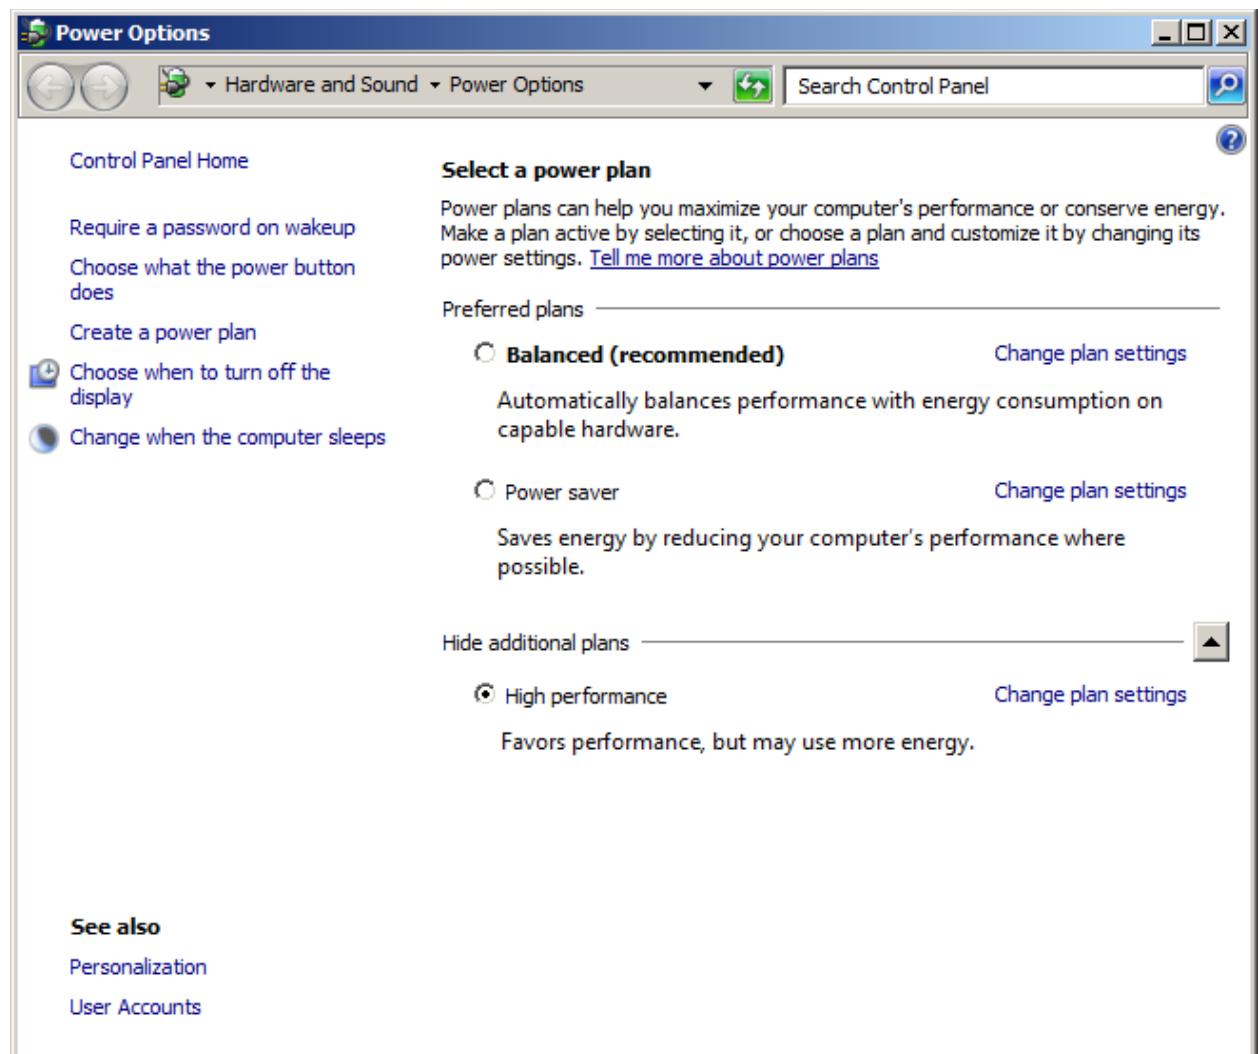 Power Options
Hardware and Sound Power Options
Search Control Panel
Control Panel Home
Require a password on wakeup
Choose what the power button
does
Create a power plan
Choose when to turn off the
display
Change when the computer sleeps
Select a power plan
Power plans can help you maximize your computer's performance or conserve energy.
Make a plan active by selecting it, or choose a plan and customize it by changing its
power settings. Tell me more about power plans
Preferred plans
Balanced (recommended) Change plan settings
Automatically balances performance with energy consumption on
capable hardware.
Power saver Change plan settings
Saves energy by reducing your computer's performance where
possible.
Hide additional plans
High performance Change plan settings
Favors performance, but may use more energy.
See also
Personalization
User Accounts